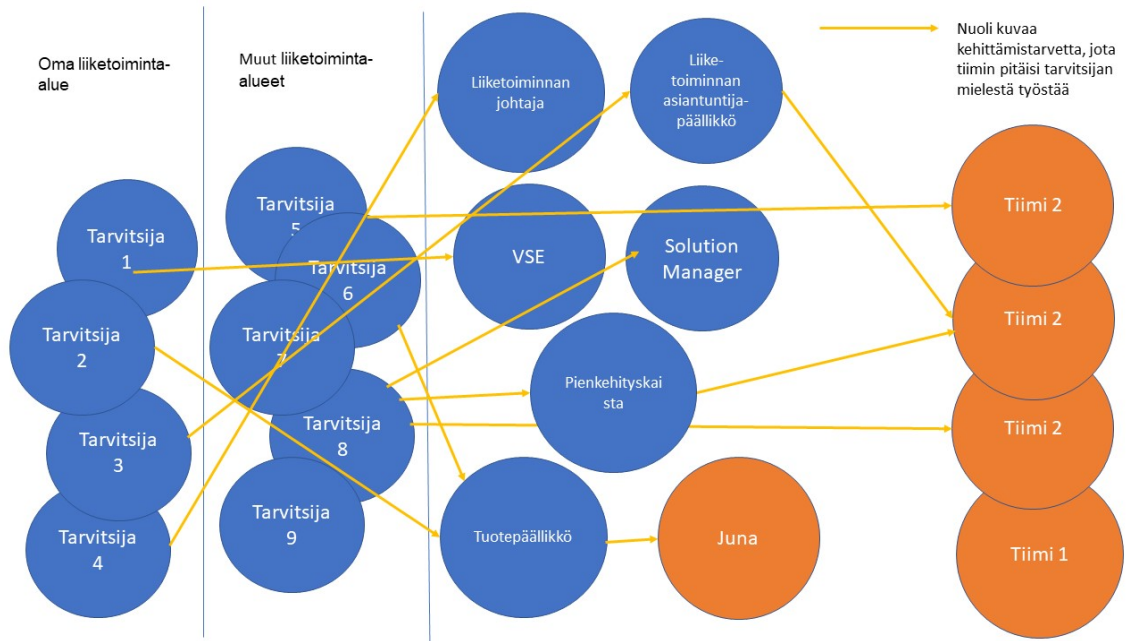 Oma liiketoiminta-
alue
Muut liiketoiminta-
alueet
Nuoli kuvaa
kehittämistarvetta, jota
tiimin pitäisi tarvitsijan
mielestä työstää
Tarvitsija
1
Tarvitsija
2
Tarvitsija
3
Tarvitsija
4
Tarvitsija
5
Tarvitsija
6
Tarvitsija
7
Tarvitsija
8
Tarvitsija
9
Liiketoiminnan
johtaja
Liike-
toiminnan
asiantuntija-
päällikkö
VSE
Solution
Manager
Pienkehityskai
sta
Tuotepäällikkö
Juna
Tiimi 2
Tiimi 2
Tiimi 2
Tiimi 1